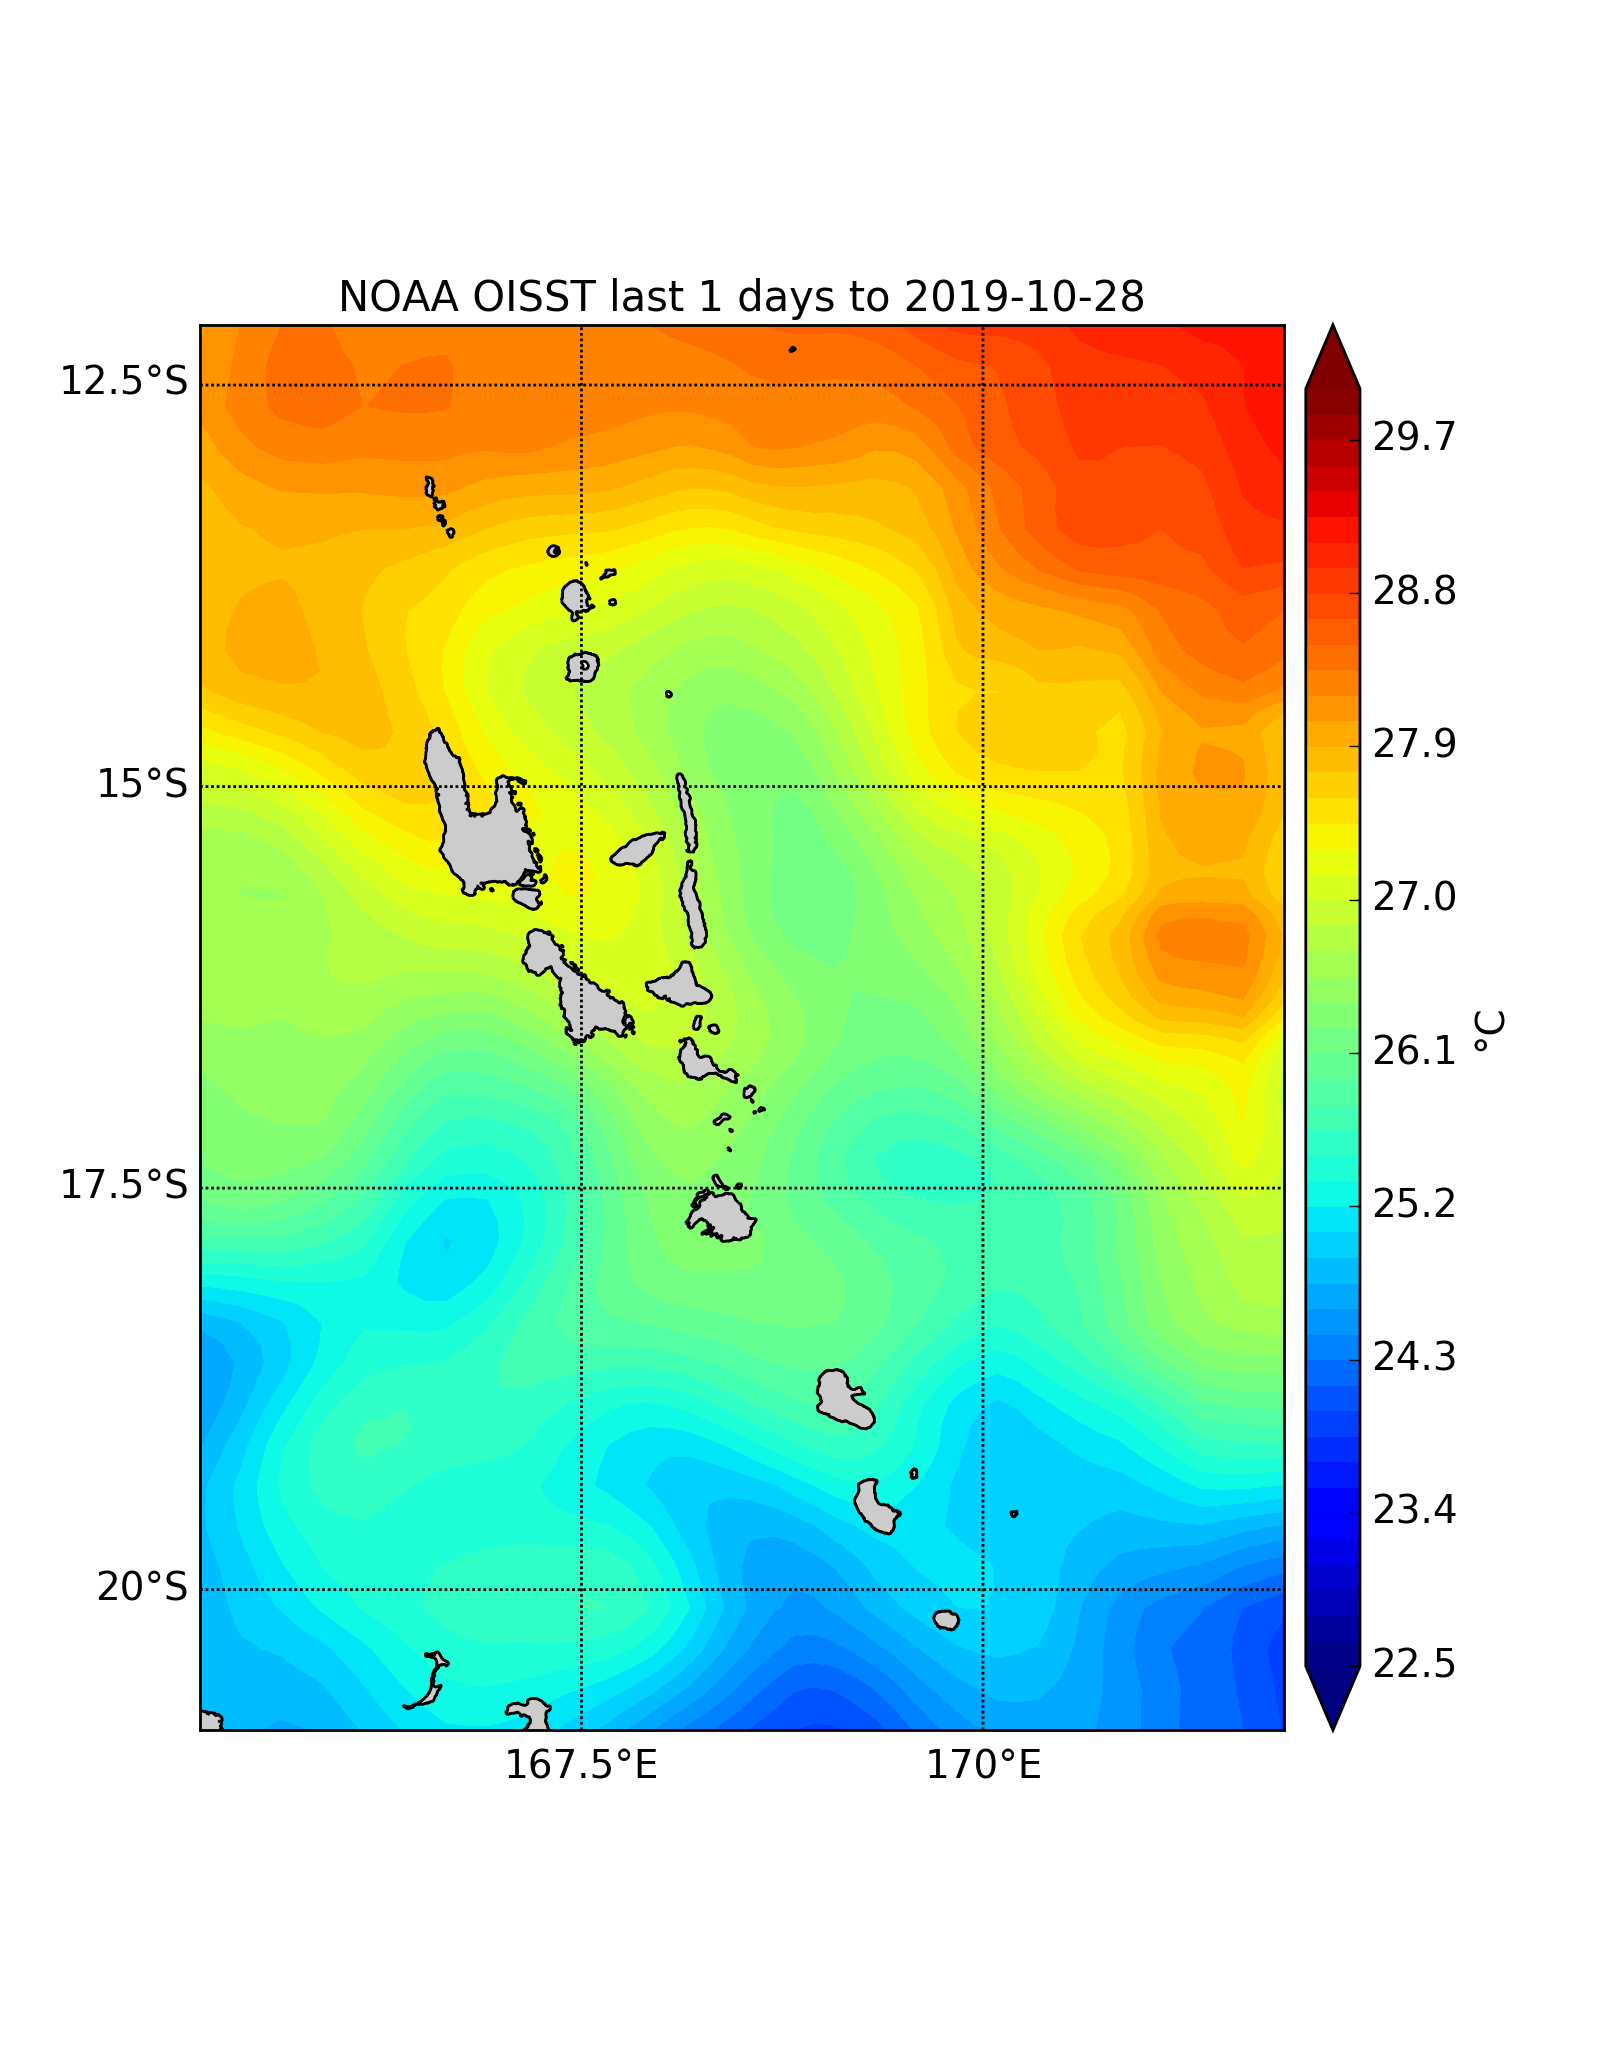 NOAA OISST last 1 days to 2019-10-28
12.5°S
15°S
17.5°S
20°S
167.5°E
170°E
29.7
28.8
27.9
27.0
26.1
25.2
24.3
23.4
22.5
°C